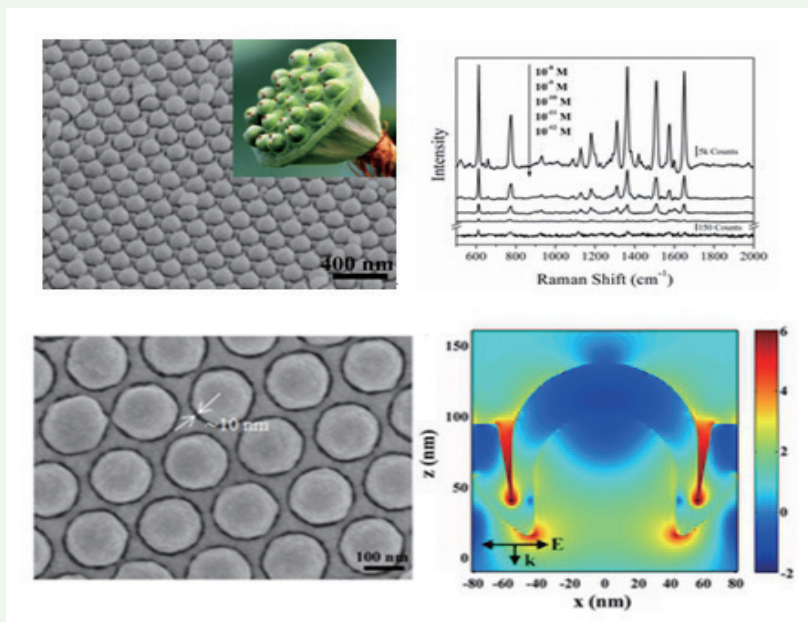 400 nm
10⁻⁸ M
10⁻⁹ M
10⁻¹⁰ M
10⁻¹¹ M
10⁻¹² M
5k Counts
150 Counts
Intensity
600 800 1000 1200 1400 1600 1800 2000
Raman Shift (cm⁻¹)
~10 nm
100 nm
z (nm)
150
100
50
0
E
k
-80 -60 -40 -20 0 20 40 60 80
x (nm)
6
4
2
0
-2